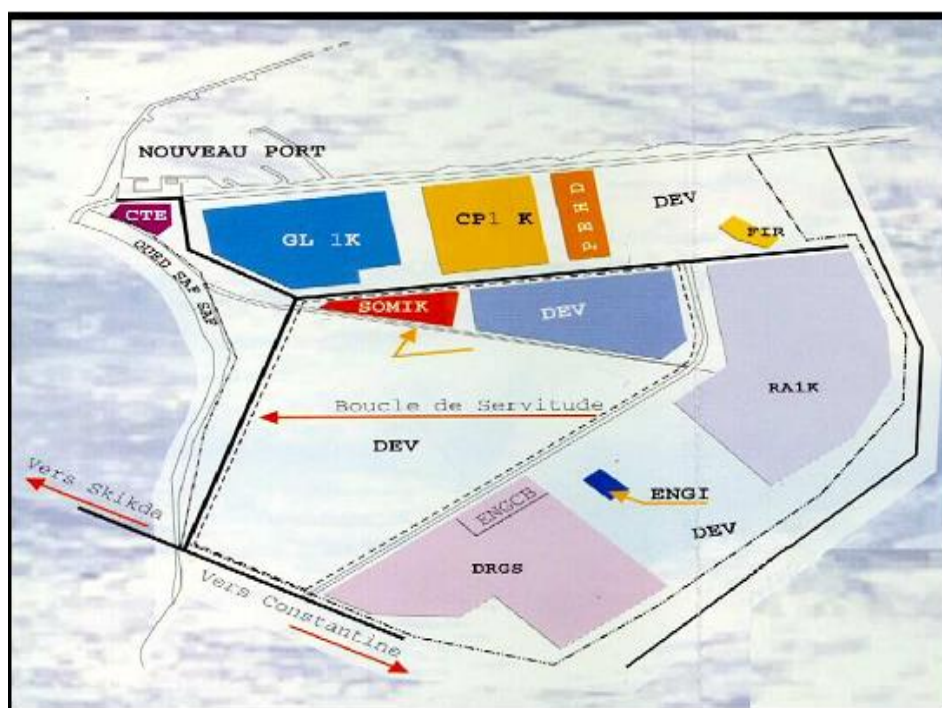 NOUVEAU PORT
CTE
GL 1K
CP1 K
PEHD
DEV
FIR
OUED SAF SAF
SOMIK
DEV
RA1K
Boucle de Servitude
DEV
Vers Skikda
ENGCB
ENGI
DEV
DRGS
Vers Constantine